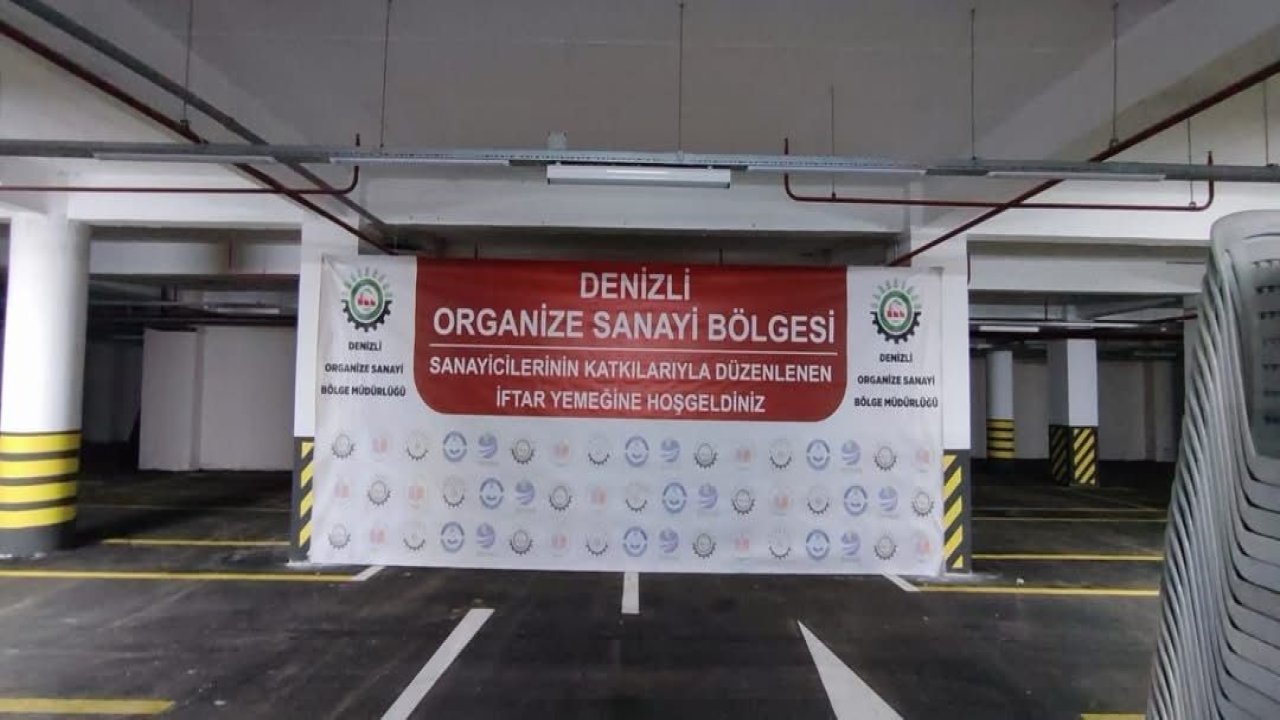 DENİZLİ
ORGANİZE SANAYİ BÖLGESİ
SANAYİCİLERİNİN KATKILARIYLA DÜZENLENEN
İFTAR YEMEĞİNE HOŞGELDİNİZ
DENİZLİ
ORGANİZE SANAYİ
BÖLGE MÜDÜRLÜĞÜ
DENİZLİ
ORGANİZE SANAYİ
BÖLGE MÜDÜRLÜĞÜ